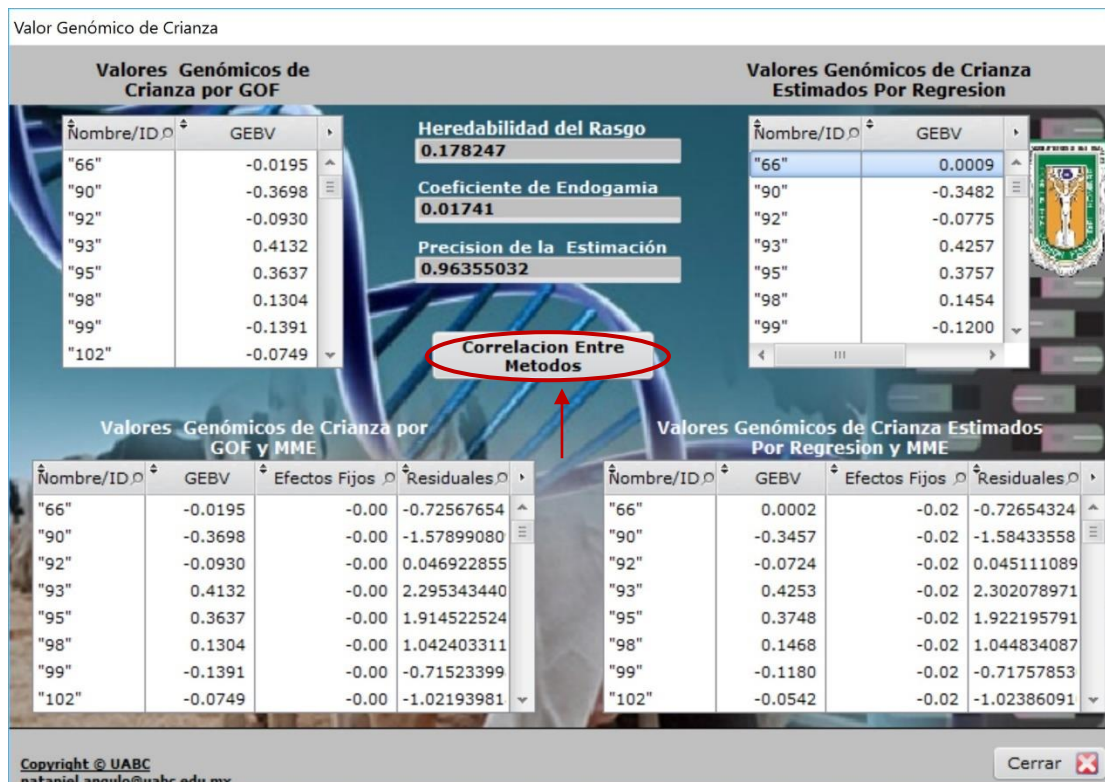 Valor Genómico de Crianza
Valores Genómicos de
Crianza por GOF
Nombre/ID GEBV
"66" -0.0195
"90" -0.3698
"92" -0.0930
"93" 0.4132
"95" 0.3637
"98" 0.1304
"99" -0.1391
"102" -0.0749
Heredabilidad del Rasgo
0.178247
Coeficiente de Endogamia
0.01741
Precision de la Estimación
0.96355032
Correlacion Entre
Metodos
Valores Genómicos de Crianza
Estimados Por Regresion
Nombre/ID GEBV
"66" 0.0009
"90" -0.3482
"92" -0.0775
"93" 0.4257
"95" 0.3757
"98" 0.1454
"99" -0.1200
Valores Genómicos de Crianza por
GOF y MME
Nombre/ID GEBV Efectos Fijos Residuales
"66" -0.0195 -0.00 -0.72567654
"90" -0.3698 -0.00 -1.57899080
"92" -0.0930 -0.00 0.046922855
"93" 0.4132 -0.00 2.295343440
"95" 0.3637 -0.00 1.914522524
"98" 0.1304 -0.00 1.042403311
"99" -0.1391 -0.00 -0.71523399
"102" -0.0749 -0.00 -1.02193981
Valores Genómicos de Crianza Estimados
Por Regresion y MME
Nombre/ID GEBV Efectos Fijos Residuales
"66" 0.0002 -0.02 -0.72654324
"90" -0.3457 -0.02 -1.58433558
"92" -0.0724 -0.02 0.045111089
"93" 0.4253 -0.02 2.302078971
"95" 0.3748 -0.02 1.922195791
"98" 0.1468 -0.02 1.044834087
"99" -0.1180 -0.02 -0.71757853
"102" -0.0542 -0.02 -1.02386091
Copyright © UABC
nataniel.angulo@uabc.edu.mx
Cerrar